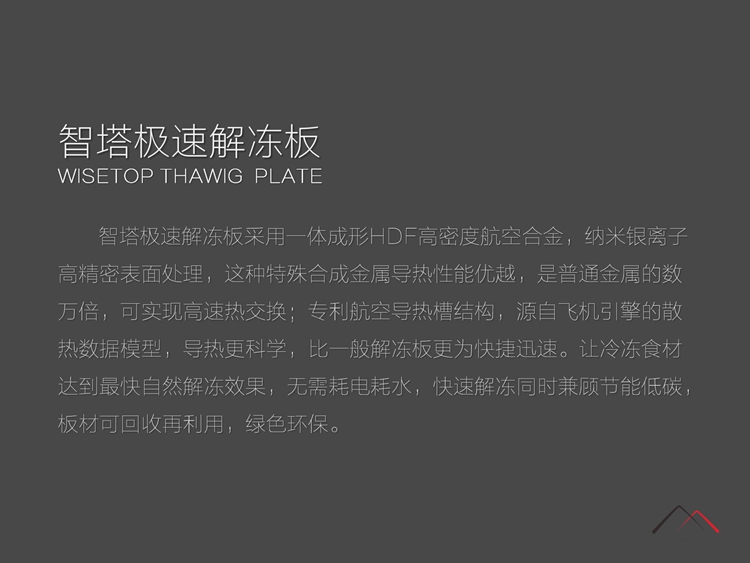 智塔极速解冻板
WISETOP THAWIG PLATE
智塔极速解冻板采用一体成形HDF高密度航空合金，纳米银离子
高精密表面处理，这种特殊合成金属导热性能优越，是普通金属的数
万倍，可实现高速热交换；专利航空导热槽结构，源自飞机引擎的散
热数据模型，导热更科学，比一般解冻板更为快捷迅速。让冷冻食材
达到最快自然解冻效果，无需耗电耗水，快速解冻同时兼顾节能低碳，
板材可回收再利用，绿色环保。